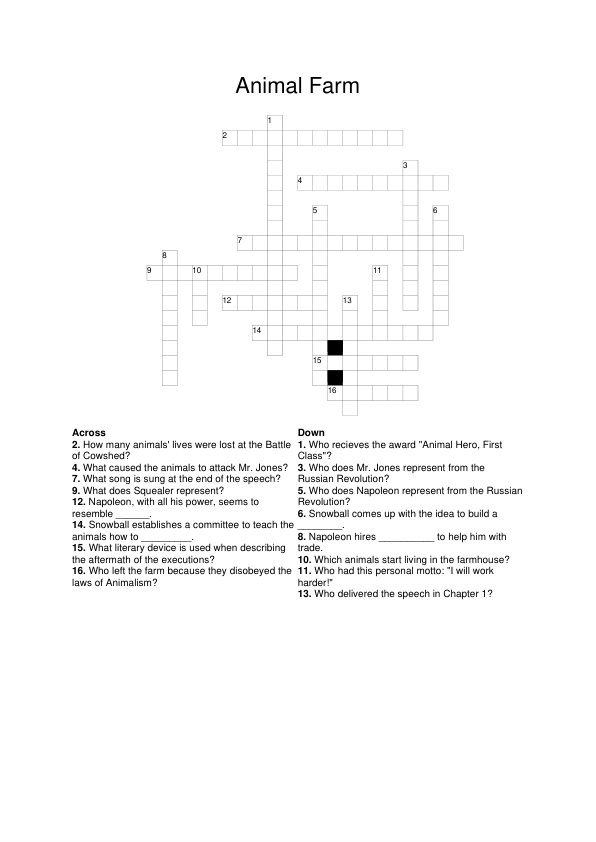 Animal Farm
1
2
3
4
5
6
7
8
9
10
11
12
13
14
15
16
Across
2. How many animals' lives were lost at the Battle
of Cowshed?
4. What caused the animals to attack Mr. Jones?
7. What song is sung at the end of the speech?
9. What does Squealer represent?
12. Napoleon, with all his power, seems to
resemble ______.
14. Snowball establishes a committee to teach the
animals how to _________.
15. What literary device is used when describing
the aftermath of the executions?
16. Who left the farm because they disobeyed the
laws of Animalism?
Down
1. Who recieves the award "Animal Hero, First
Class"?
3. Who does Mr. Jones represent from the
Russian Revolution?
5. Who does Napoleon represent from the Russian
Revolution?
6. Snowball comes up with the idea to build a
________.
8. Napoleon hires __________ to help him with
trade.
10. Which animals start living in the farmhouse?
11. Who had this personal motto: "I will work
harder!"
13. Who delivered the speech in Chapter 1?